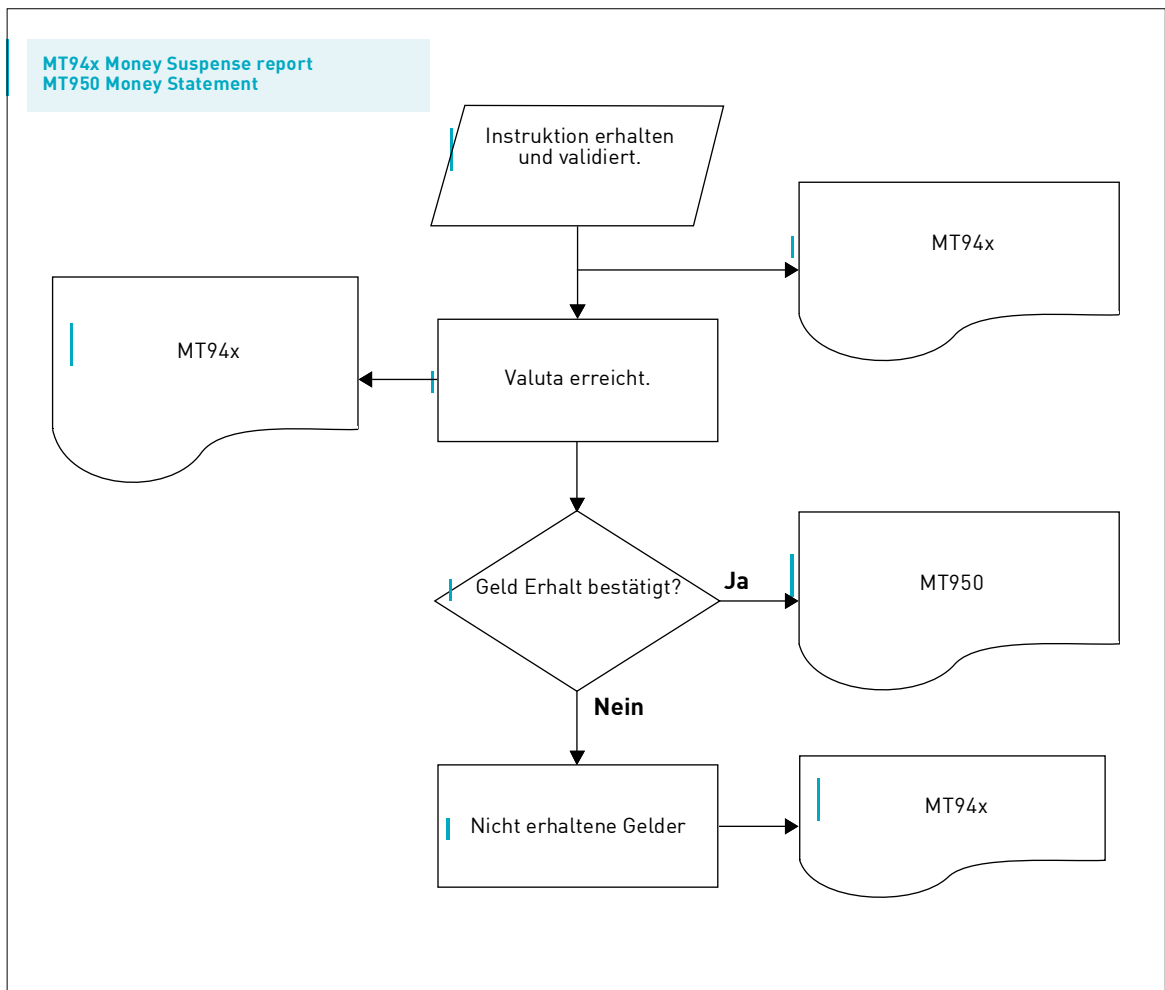 MT94x Money Suspense report
MT950 Money Statement
Instruktion erhalten
und validiert.
MT94x
MT94x
Valuta erreicht.
Geld Erhalt bestätigt?
Ja
MT950
Nein
Nicht erhaltene Gelder
MT94x